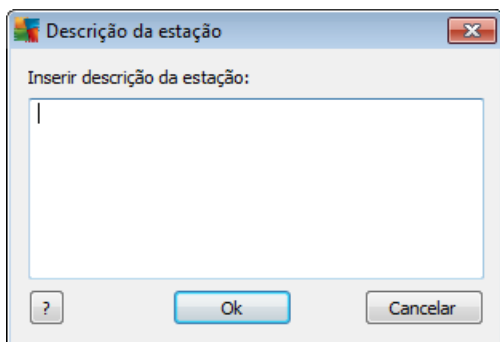 Descrição da estação
Inserir descrição da estação:
?
Ok
Cancelar